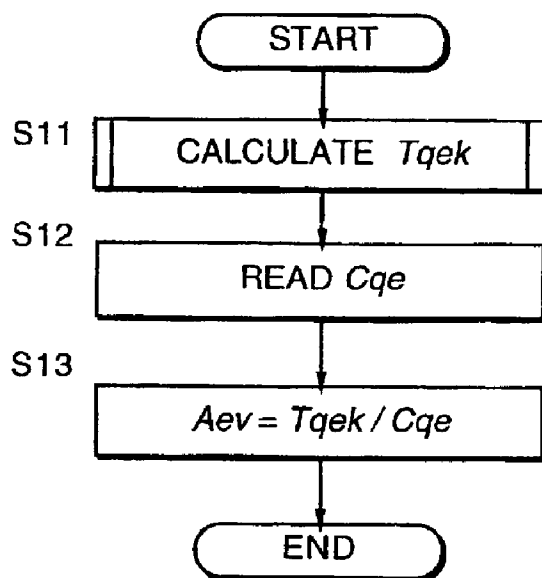 START
S11
CALCULATE Tqek
S12
READ Cqe
S13
Aev = Tqek / Cqe
END